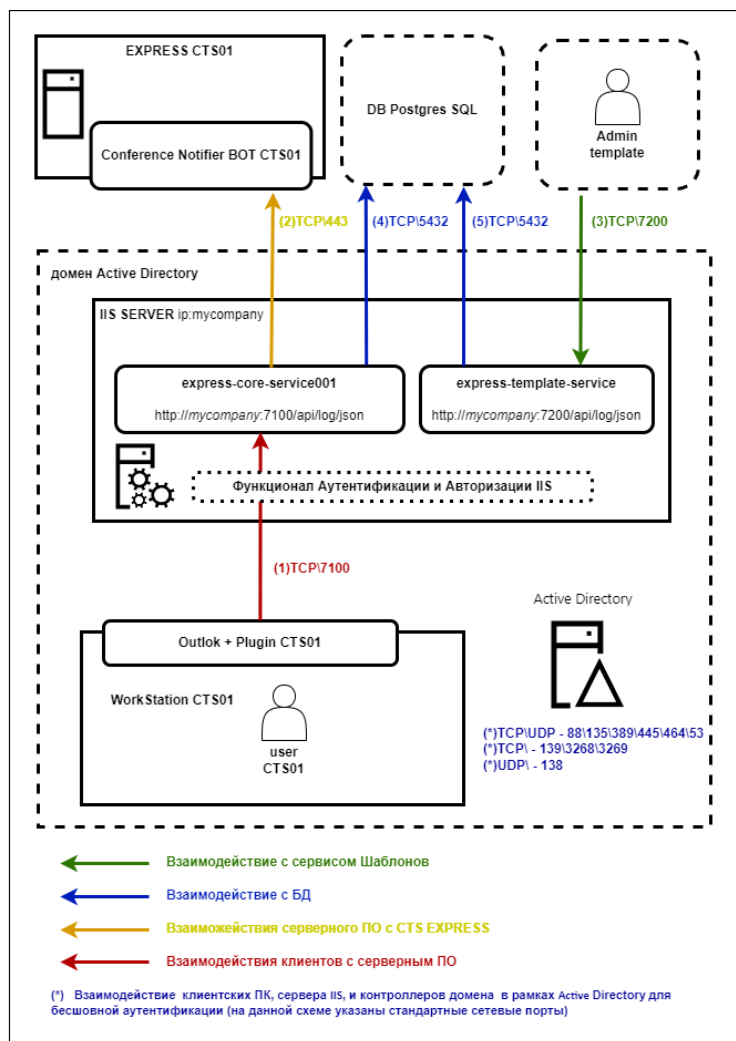 EXPRESS CTS01
Conference Notifier BOT CTS01
DB Postgres SQL
Admin
template
(2)TCP\443
(4)TCP\5432
(5)TCP\5432
(3)TCP\7200
домен Active Directory
IIS SERVER ip:mycompany
express-core-service001
http://mycompany:7100/api/log/json
express-template-service
http://mycompany:7200/api/log/json
Функционал Аутентификации и Авторизации IIS
(1)TCP\7100
Active Directory
Outlok + Plugin CTS01
WorkStation CTS01
user
CTS01
(*)TCP\UDP - 88\135\389\445\464\53
(*)TCP\ - 139\3268\3269
(*)UDP\ - 138
Взаимодействие с сервисом Шаблонов
Взаимодействие с БД
Взаиможействия серверного ПО с CTS EXPRESS
Взаимодействия клиентов с серверным ПО
(*) Взаимодействие клиентских ПК, сервера IIS, и контроллеров домена в рамках Active Directory для
бесшовной аутентификации (на данной схеме указаны стандартные сетевые порты)